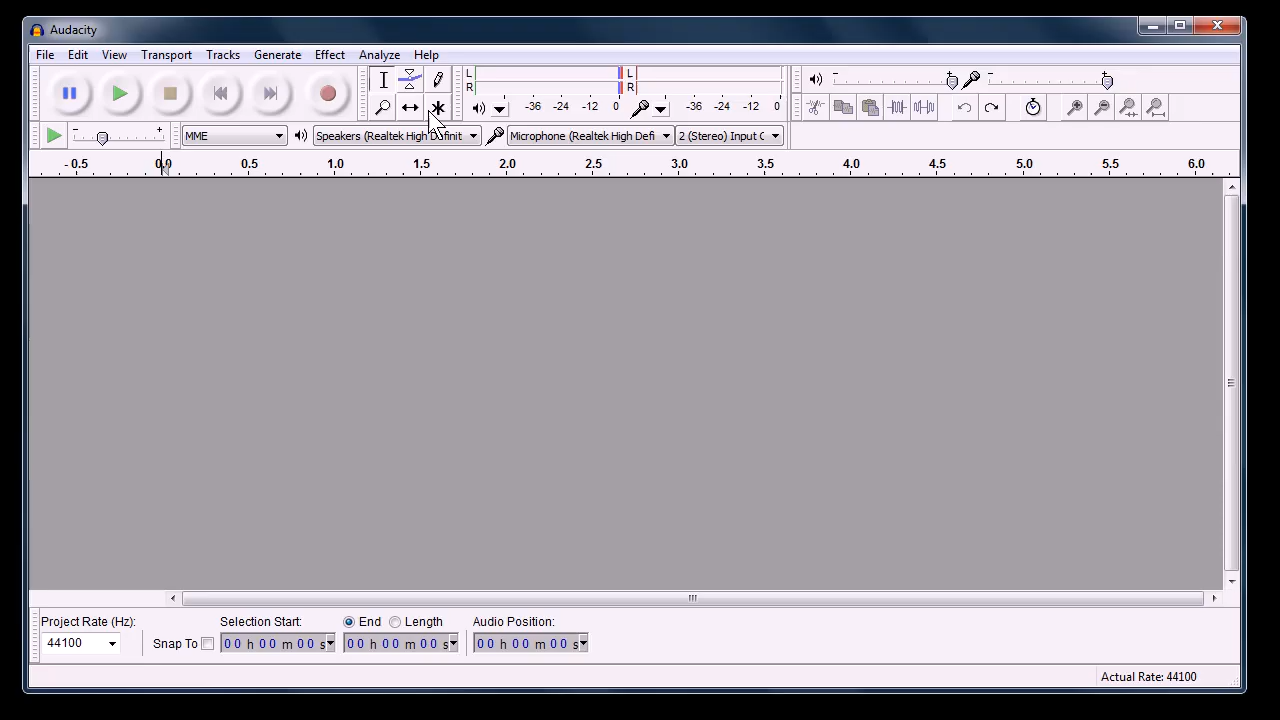 Audacity
File Edit View Transport Tracks Generate Effect Analyze Help
L L
R R
-36 -24 -12 0 -36 -24 -12 0
MME Speakers (Realtek High Definit Microphone (Realtek High Defi 2 (Stereo) Input C
- 0.5 0.0 0.5 1.0 1.5 2.0 2.5 3.0 3.5 4.0 4.5 5.0 5.5 6.0
Project Rate (Hz): Selection Start: End Length Audio Position:
44100 Snap To 00 h 00 m 00 s 00 h 00 m 00 s 00 h 00 m 00 s
Actual Rate: 44100